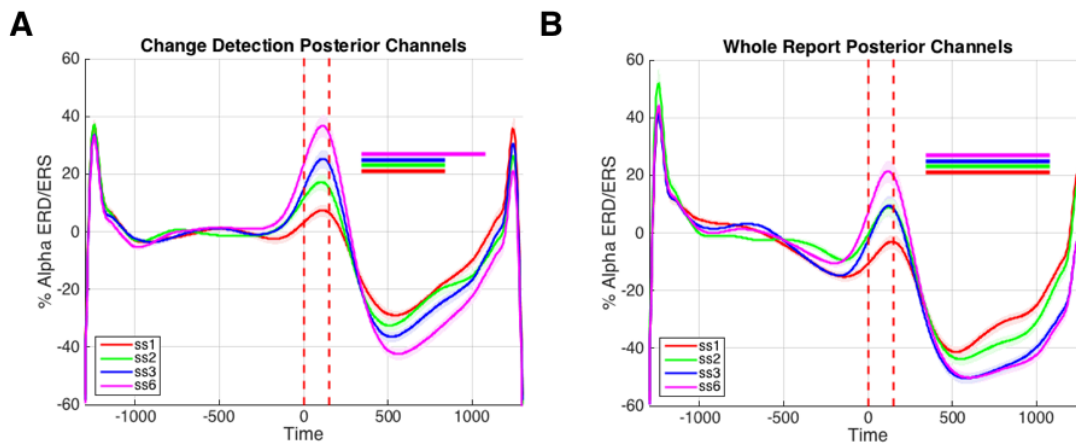 A
Change Detection Posterior Channels
60
40
20
0
-20
-40
-60
% Alpha ERD/ERS
ss1
ss2
ss3
ss6
-1000
-500
0
500
1000
Time
B
Whole Report Posterior Channels
60
40
20
0
-20
-40
-60
% Alpha ERD/ERS
ss1
ss2
ss3
ss6
-1000
-500
0
500
1000
Time